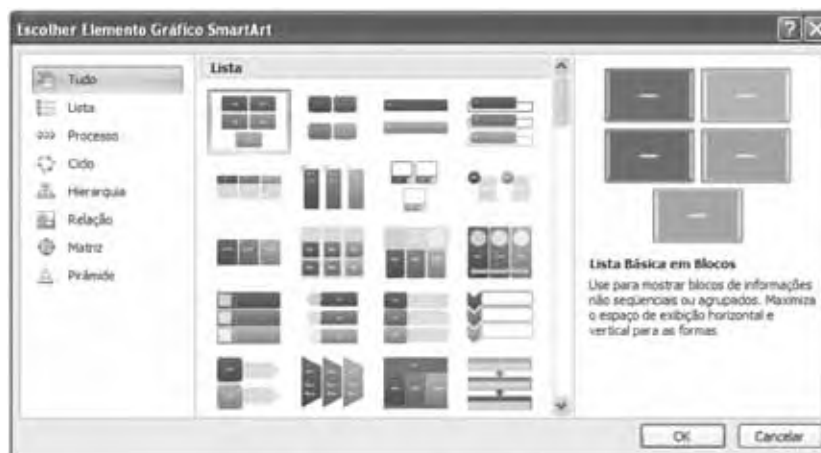 Escolher Elemento Gráfico SmartArt
Tudo
Lista
Processo
Ciclo
Hierarquia
Relação
Matriz
Pirâmide
Lista
Lista Básica em Blocos
Use para mostrar blocos de informações
não seqüenciais ou agrupados. Maximiza
o espaço de exibição horizontal e
vertical para as formas.
OK
Cancelar